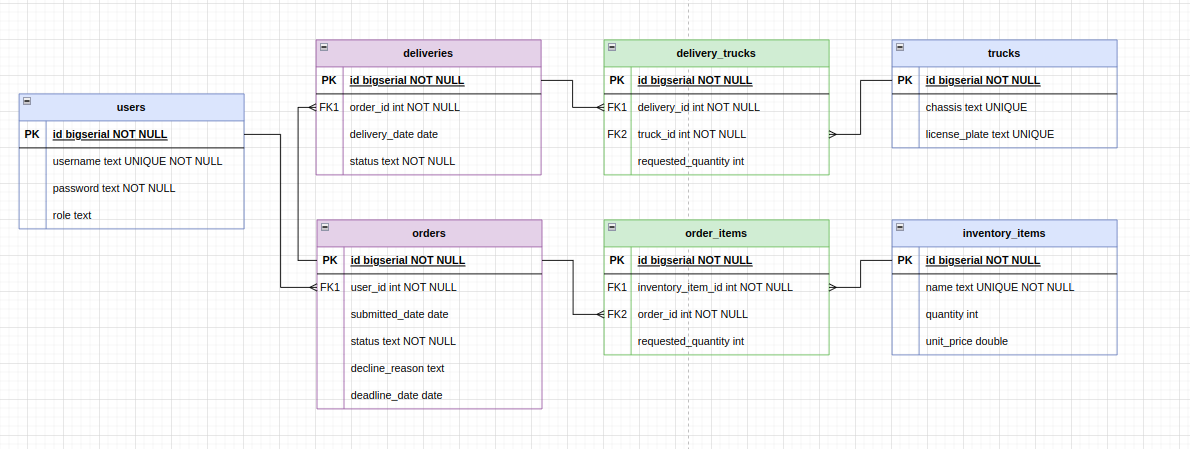 users
PK id bigserial NOT NULL
username text UNIQUE NOT NULL
password text NOT NULL
role text
deliveries
PK id bigserial NOT NULL
FK1 order_id int NOT NULL
delivery_date date
status text NOT NULL
delivery_trucks
PK id bigserial NOT NULL
FK1 delivery_id int NOT NULL
FK2 truck_id int NOT NULL
requested_quantity int
trucks
PK id bigserial NOT NULL
chassis text UNIQUE
license_plate text UNIQUE
orders
PK id bigserial NOT NULL
FK1 user_id int NOT NULL
submitted_date date
status text NOT NULL
decline_reason text
deadline_date date
order_items
PK id bigserial NOT NULL
FK1 inventory_item_id int NOT NULL
FK2 order_id int NOT NULL
requested_quantity int
inventory_items
PK id bigserial NOT NULL
name text UNIQUE NOT NULL
quantity int
unit_price double